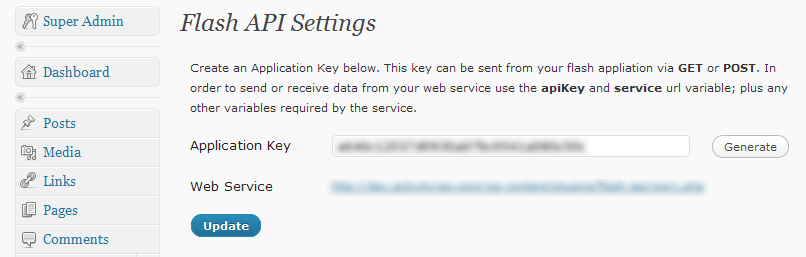 Super Admin
Flash API Settings
Dashboard
Create an Application Key below. This key can be sent from your flash appliation via GET or POST. In
order to send or receive data from your web service use the apiKey and service url variable; plus any
other variables required by the service.
Posts
Media
Links
Pages
Comments
Application Key
Generate
Web Service
Update